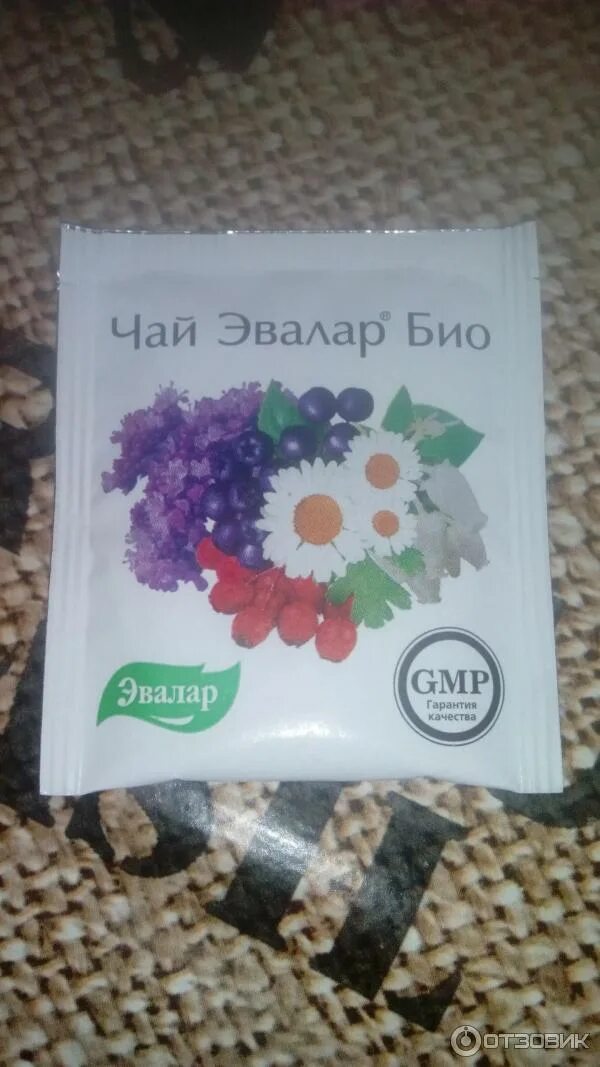 Чай Эвалар® Био
Эвалар
GMP
Гарантия
качества
ОТЗОВИК